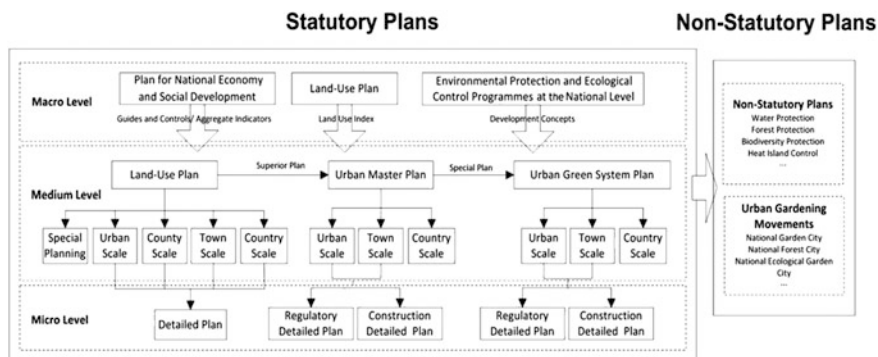 Statutory Plans
Non-Statutory Plans
Macro Level
Plan for National Economy
and Social Development
Land-Use Plan
Environmental Protection and Ecological
Control Programmes at the National Level
Guides and Controls/ Aggregate Indicators
Land Use Index
Development Concepts
Medium Level
Land-Use Plan
Superior Plan
Urban Master Plan
Special Plan
Urban Green System Plan
Special
Planning
Urban
Scale
County
Scale
Town
Scale
Country
Scale
Urban
Scale
Town
Scale
Country
Scale
Urban
Scale
Town
Scale
Country
Scale
Micro Level
Detailed Plan
Regulatory
Detailed Plan
Construction
Detailed Plan
Regulatory
Detailed Plan
Construction
Detailed Plan
Non-Statutory Plans
Water Protection
Forest Protection
Biodiversity Protection
Heat Island Control
...
Urban Gardening
Movements
National Garden City
National Forest City
National Ecological Garden
City
...